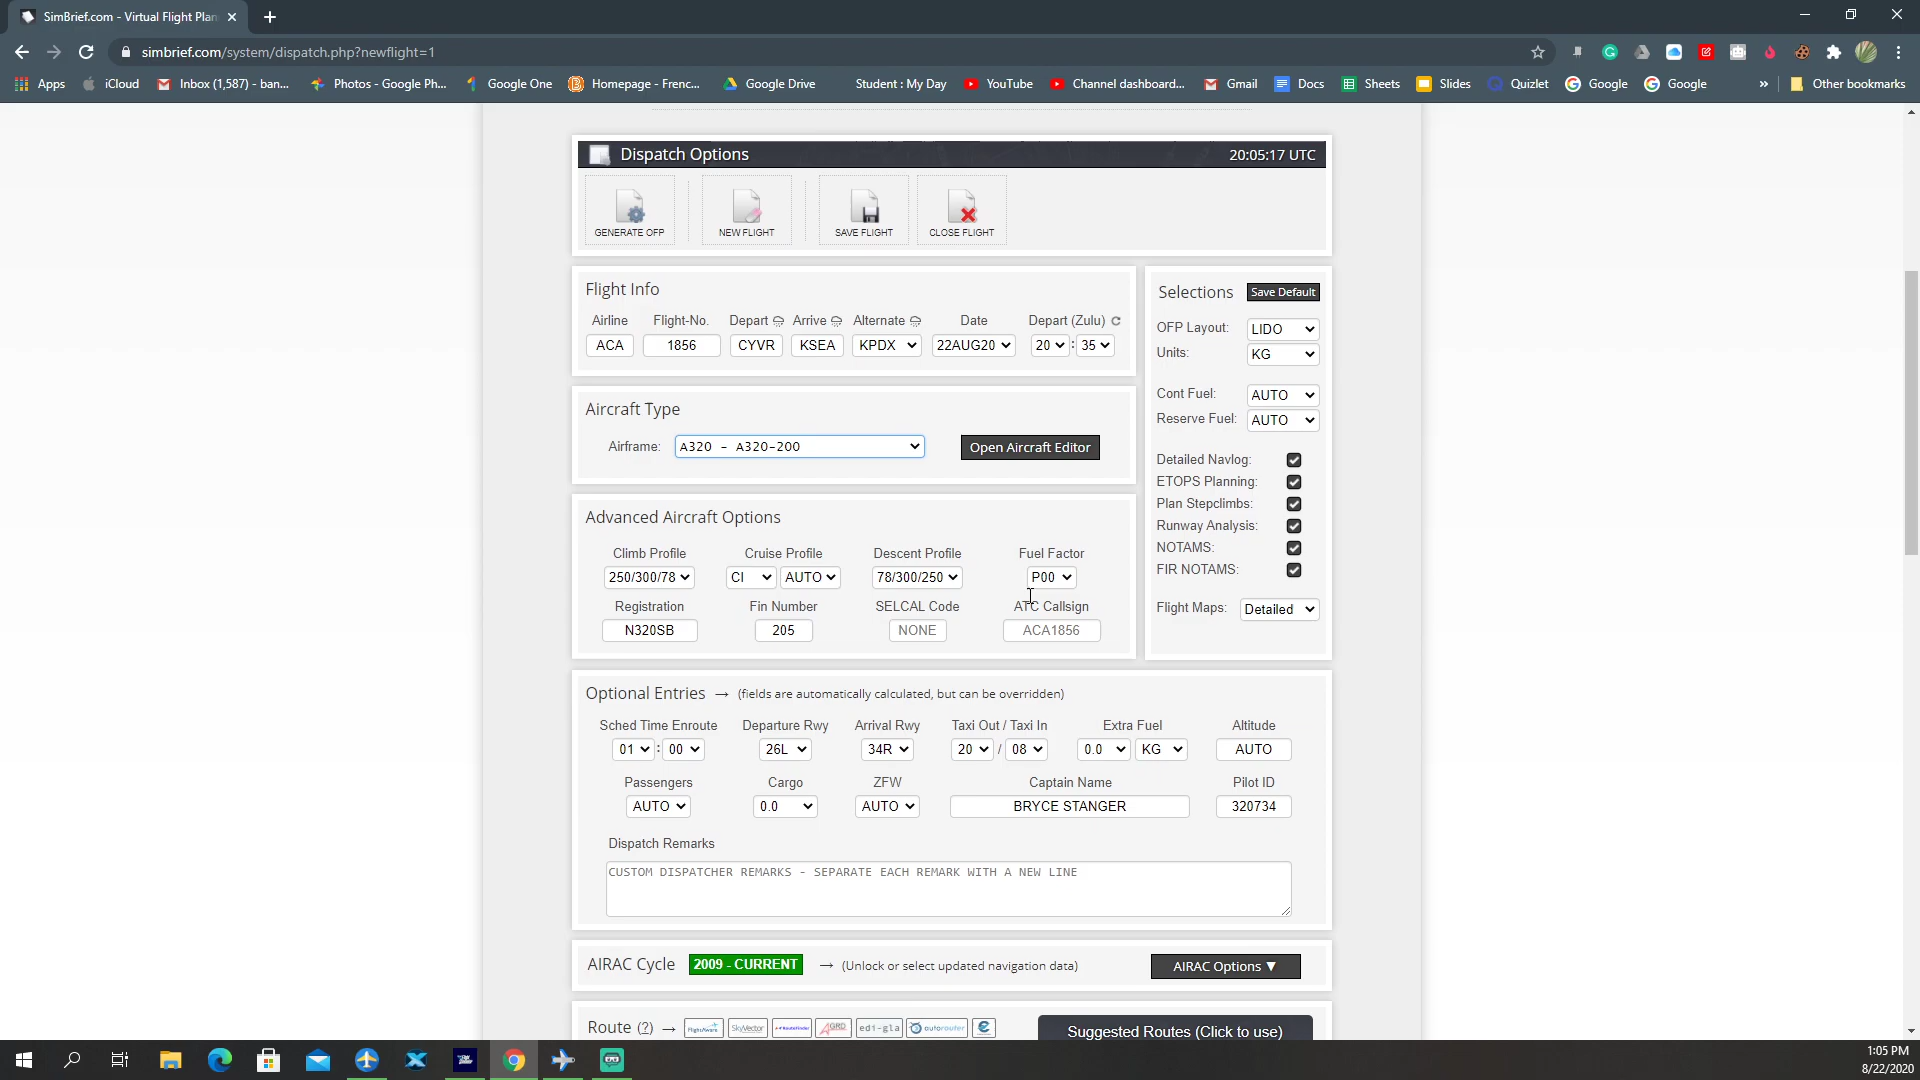 SimBrief.com - Virtual Flight Plan
simbrief.com/system/dispatch.php?newflight=1
Apps iCloud Inbox (1,587) - ban... Photos - Google Ph... Google One Homepage - Frenc... Google Drive Student : My Day YouTube Channel dashboard... Gmail Docs Sheets Slides Quizlet Google Google » Other bookmarks
Dispatch Options 20:05:17 UTC
GENERATE OFP NEW FLIGHT SAVE FLIGHT CLOSE FLIGHT
Flight Info
Airline Flight-No. Depart Arrive Alternate Date Depart (Zulu)
ACA 1856 CYVR KSEA KPDX 22AUG20 20 : 35
Selections Save Default
OFP Layout: LIDO
Units: KG
Cont Fuel: AUTO
Reserve Fuel: AUTO
Detailed Navlog:
ETOPS Planning:
Plan Stepclimbs:
Runway Analysis:
NOTAMS:
FIR NOTAMS:
Flight Maps: Detailed
Aircraft Type
Airframe: A320 - A320-200 Open Aircraft Editor
Advanced Aircraft Options
Climb Profile Cruise Profile Descent Profile Fuel Factor
250/300/78 CI AUTO 78/300/250 P00
Registration Fin Number SELCAL Code ATC Callsign
N320SB 205 NONE ACA1856
Optional Entries → (fields are automatically calculated, but can be overridden)
Sched Time Enroute Departure Rwy Arrival Rwy Taxi Out / Taxi In Extra Fuel Altitude
01 : 00 26L 34R 20 / 08 0.0 KG AUTO
Passengers Cargo ZFW Captain Name Pilot ID
AUTO 0.0 AUTO BRYCE STANGER 320734
Dispatch Remarks
CUSTOM DISPATCHER REMARKS - SEPARATE EACH REMARK WITH A NEW LINE
AIRAC Cycle 2009 - CURRENT → (Unlock or select updated navigation data) AIRAC Options ▼
Route (?) → FlightAware SkyVector RouteFinder GRD edi-gla autorouter Suggested Routes (Click to use)
1:05 PM
8/22/2020